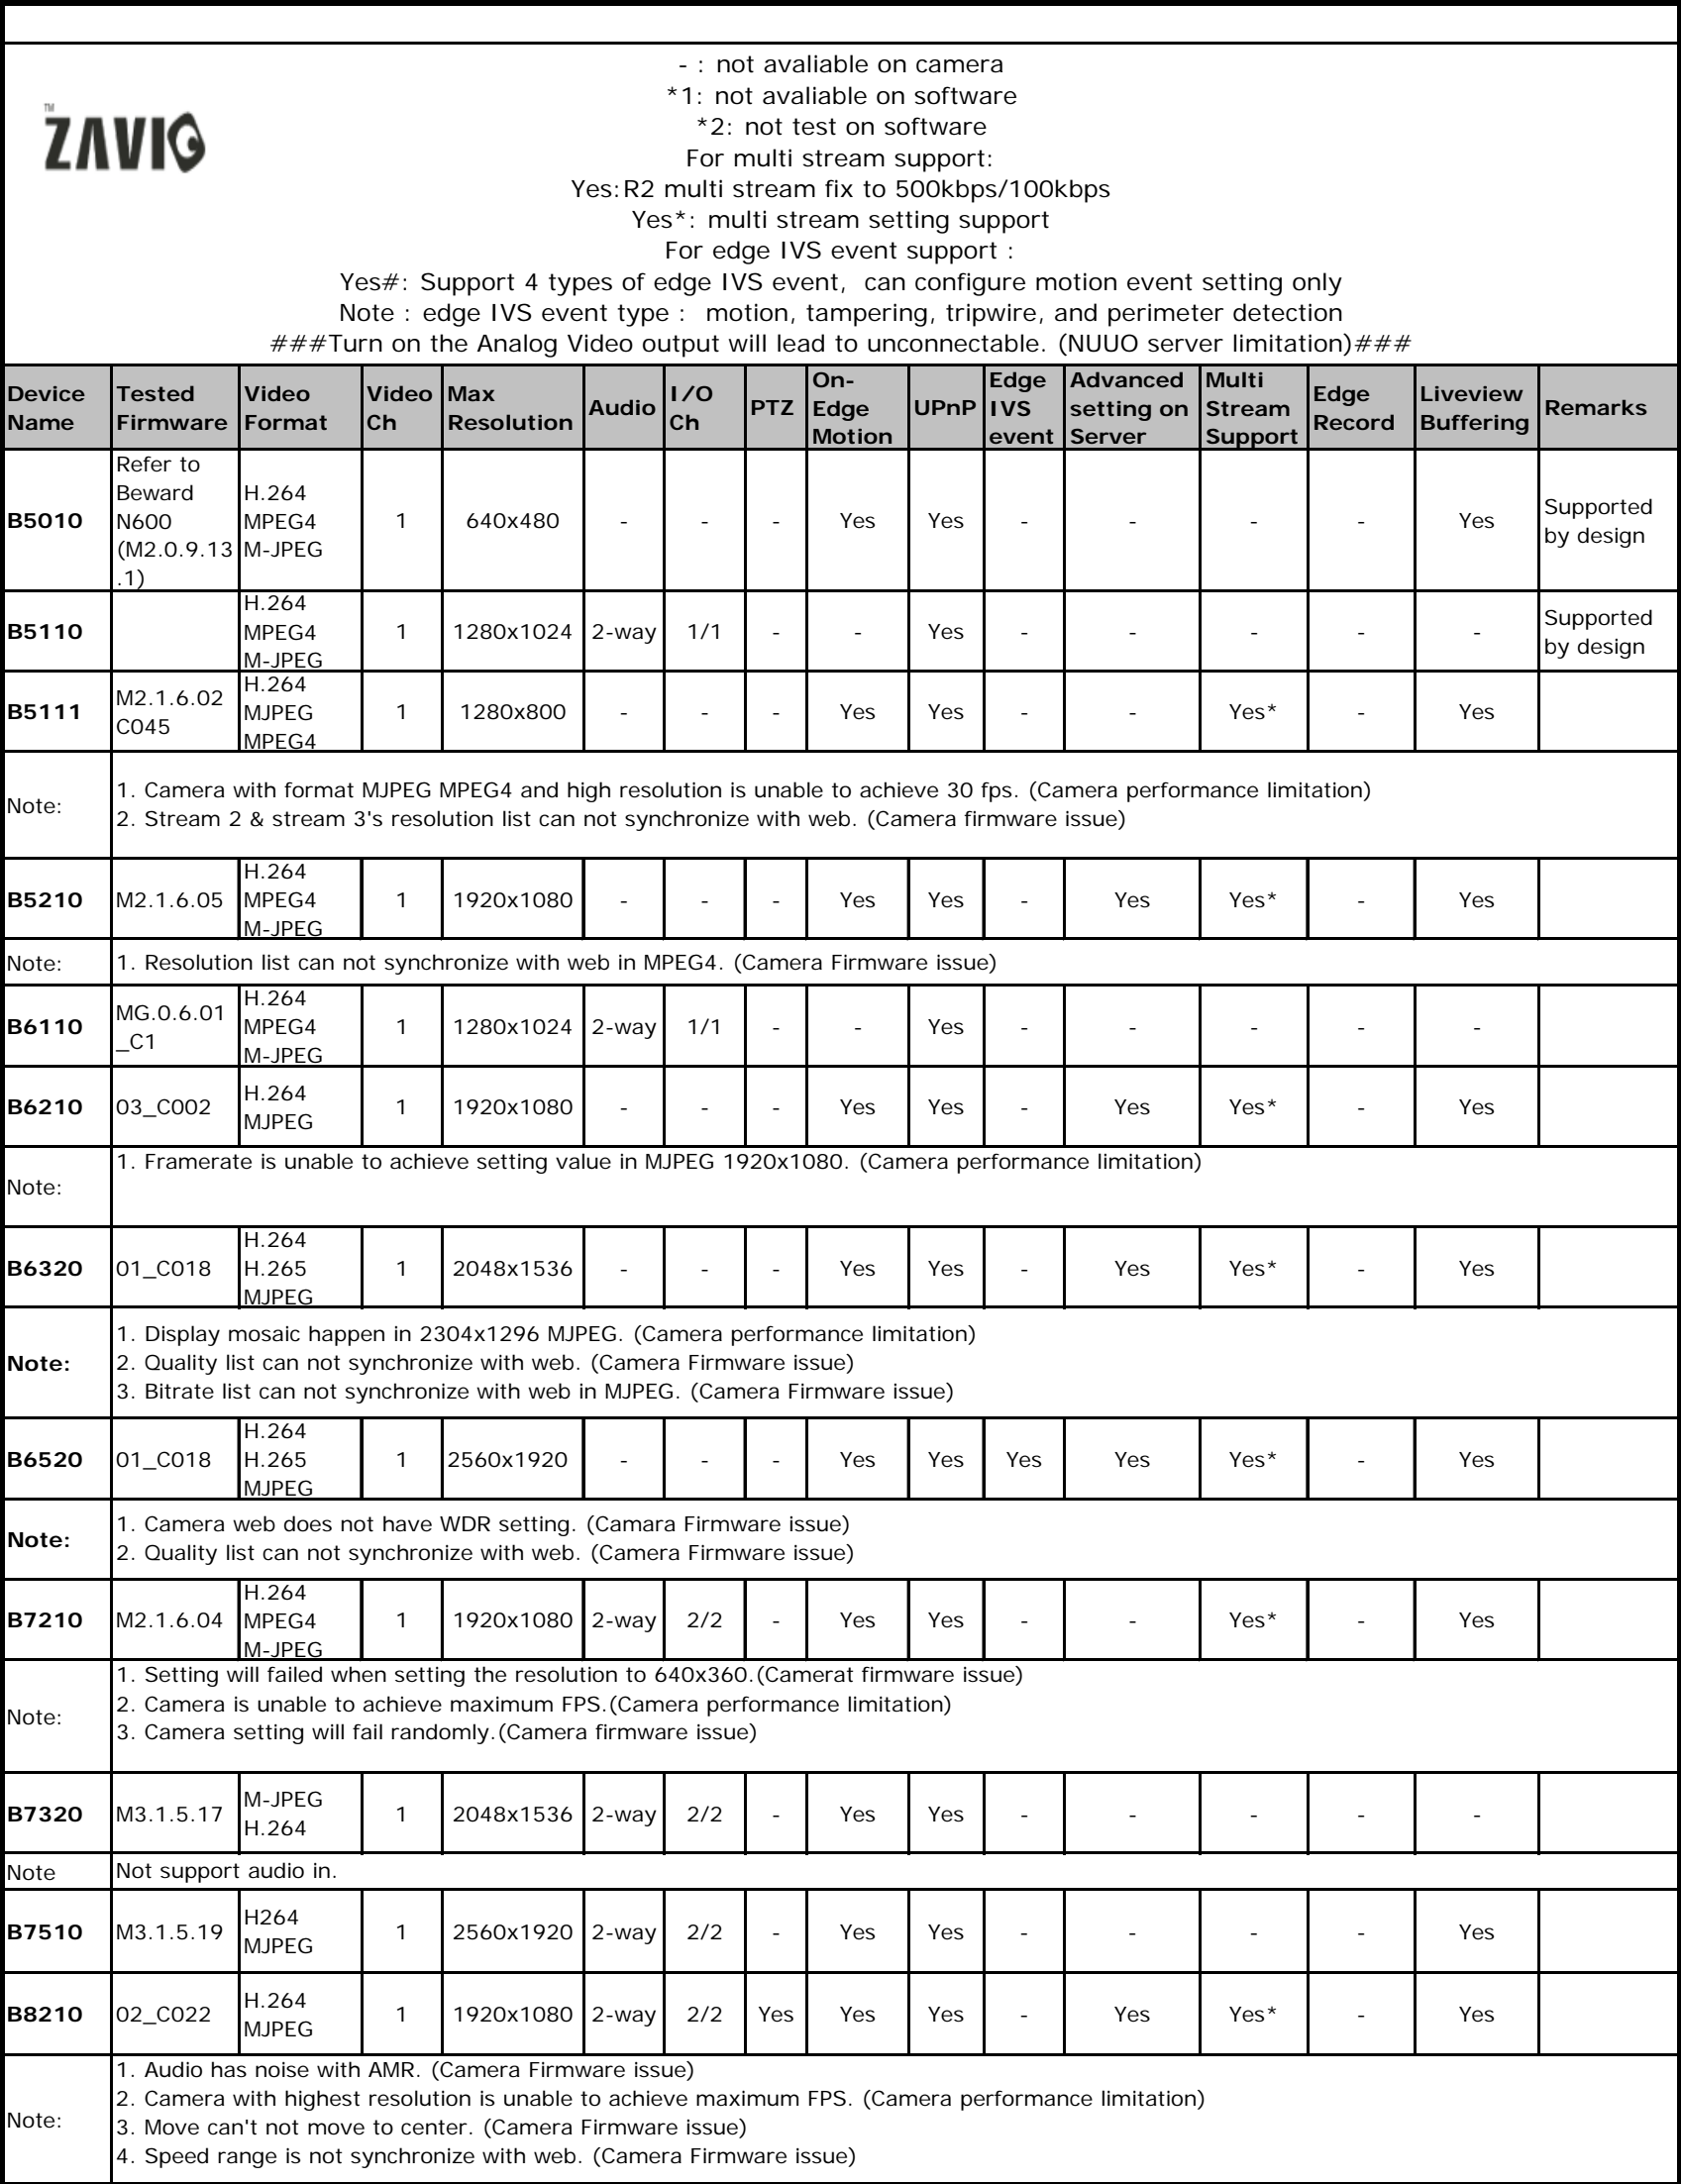 - : not avaliable on camera
*1: not avaliable on software
*2: not test on software
For multi stream support:
Yes:R2 multi stream fix to 500kbps/100kbps
Yes*: multi stream setting support
For edge IVS event support :
Yes#: Support 4 types of edge IVS event, can configure motion event setting only
Note : edge IVS event type : motion, tampering, tripwire, and perimeter detection
###Turn on the Analog Video output will lead to unconnectable. (NUUO server limitation)###
ZAVIO TM
Device Name | Tested Firmware | Video Format | Video Ch | Max Resolution | Audio | I/O Ch | PTZ | On-Edge Motion | UPnP | Edge IVS event | Advanced setting on Server | Multi Stream Support | Edge Record | Liveview Buffering | Remarks
B5010 | Refer to Beward N600 (M2.0.9.13.1) | H.264 MPEG4 M-JPEG | 1 | 640x480 | - | - | - | Yes | Yes | - | - | - | - | Yes | Supported by design
B5110 | | H.264 MPEG4 M-JPEG | 1 | 1280x1024 | 2-way | 1/1 | - | - | Yes | - | - | - | - | - | Supported by design
B5111 | M2.1.6.02 C045 | H.264 MJPEG MPEG4 | 1 | 1280x800 | - | - | - | Yes | Yes | - | - | Yes* | - | Yes |
Note:
1. Camera with format MJPEG MPEG4 and high resolution is unable to achieve 30 fps. (Camera performance limitation)
2. Stream 2 & stream 3's resolution list can not synchronize with web. (Camera firmware issue)
B5210 | M2.1.6.05 | H.264 MPEG4 M-JPEG | 1 | 1920x1080 | - | - | - | Yes | Yes | - | Yes | Yes* | - | Yes |
Note:
1. Resolution list can not synchronize with web in MPEG4. (Camera Firmware issue)
B6110 | MG.0.6.01_C1 | H.264 MPEG4 M-JPEG | 1 | 1280x1024 | 2-way | 1/1 | - | - | Yes | - | - | - | - | - |
B6210 | 03_C002 | H.264 MJPEG | 1 | 1920x1080 | - | - | - | Yes | Yes | - | Yes | Yes* | - | Yes |
Note:
1. Framerate is unable to achieve setting value in MJPEG 1920x1080. (Camera performance limitation)
B6320 | 01_C018 | H.264 H.265 MJPEG | 1 | 2048x1536 | - | - | - | Yes | Yes | - | Yes | Yes* | - | Yes |
Note:
1. Display mosaic happen in 2304x1296 MJPEG. (Camera performance limitation)
2. Quality list can not synchronize with web. (Camera Firmware issue)
3. Bitrate list can not synchronize with web in MJPEG. (Camera Firmware issue)
B6520 | 01_C018 | H.264 H.265 MJPEG | 1 | 2560x1920 | - | - | - | Yes | Yes | Yes | Yes | Yes* | - | Yes |
Note:
1. Camera web does not have WDR setting. (Camara Firmware issue)
2. Quality list can not synchronize with web. (Camera Firmware issue)
B7210 | M2.1.6.04 | H.264 MPEG4 M-JPEG | 1 | 1920x1080 | 2-way | 2/2 | - | Yes | Yes | - | - | Yes* | - | Yes |
Note:
1. Setting will failed when setting the resolution to 640x360.(Camerat firmware issue)
2. Camera is unable to achieve maximum FPS.(Camera performance limitation)
3. Camera setting will fail randomly.(Camera firmware issue)
B7320 | M3.1.5.17 | M-JPEG H.264 | 1 | 2048x1536 | 2-way | 2/2 | - | Yes | Yes | - | - | - | - | - |
Note
Not support audio in.
B7510 | M3.1.5.19 | H264 MJPEG | 1 | 2560x1920 | 2-way | 2/2 | - | Yes | Yes | - | - | - | - | Yes |
B8210 | 02_C022 | H.264 MJPEG | 1 | 1920x1080 | 2-way | 2/2 | Yes | Yes | Yes | - | Yes | Yes* | - | Yes |
Note:
1. Audio has noise with AMR. (Camera Firmware issue)
2. Camera with highest resolution is unable to achieve maximum FPS. (Camera performance limitation)
3. Move can't not move to center. (Camera Firmware issue)
4. Speed range is not synchronize with web. (Camera Firmware issue)